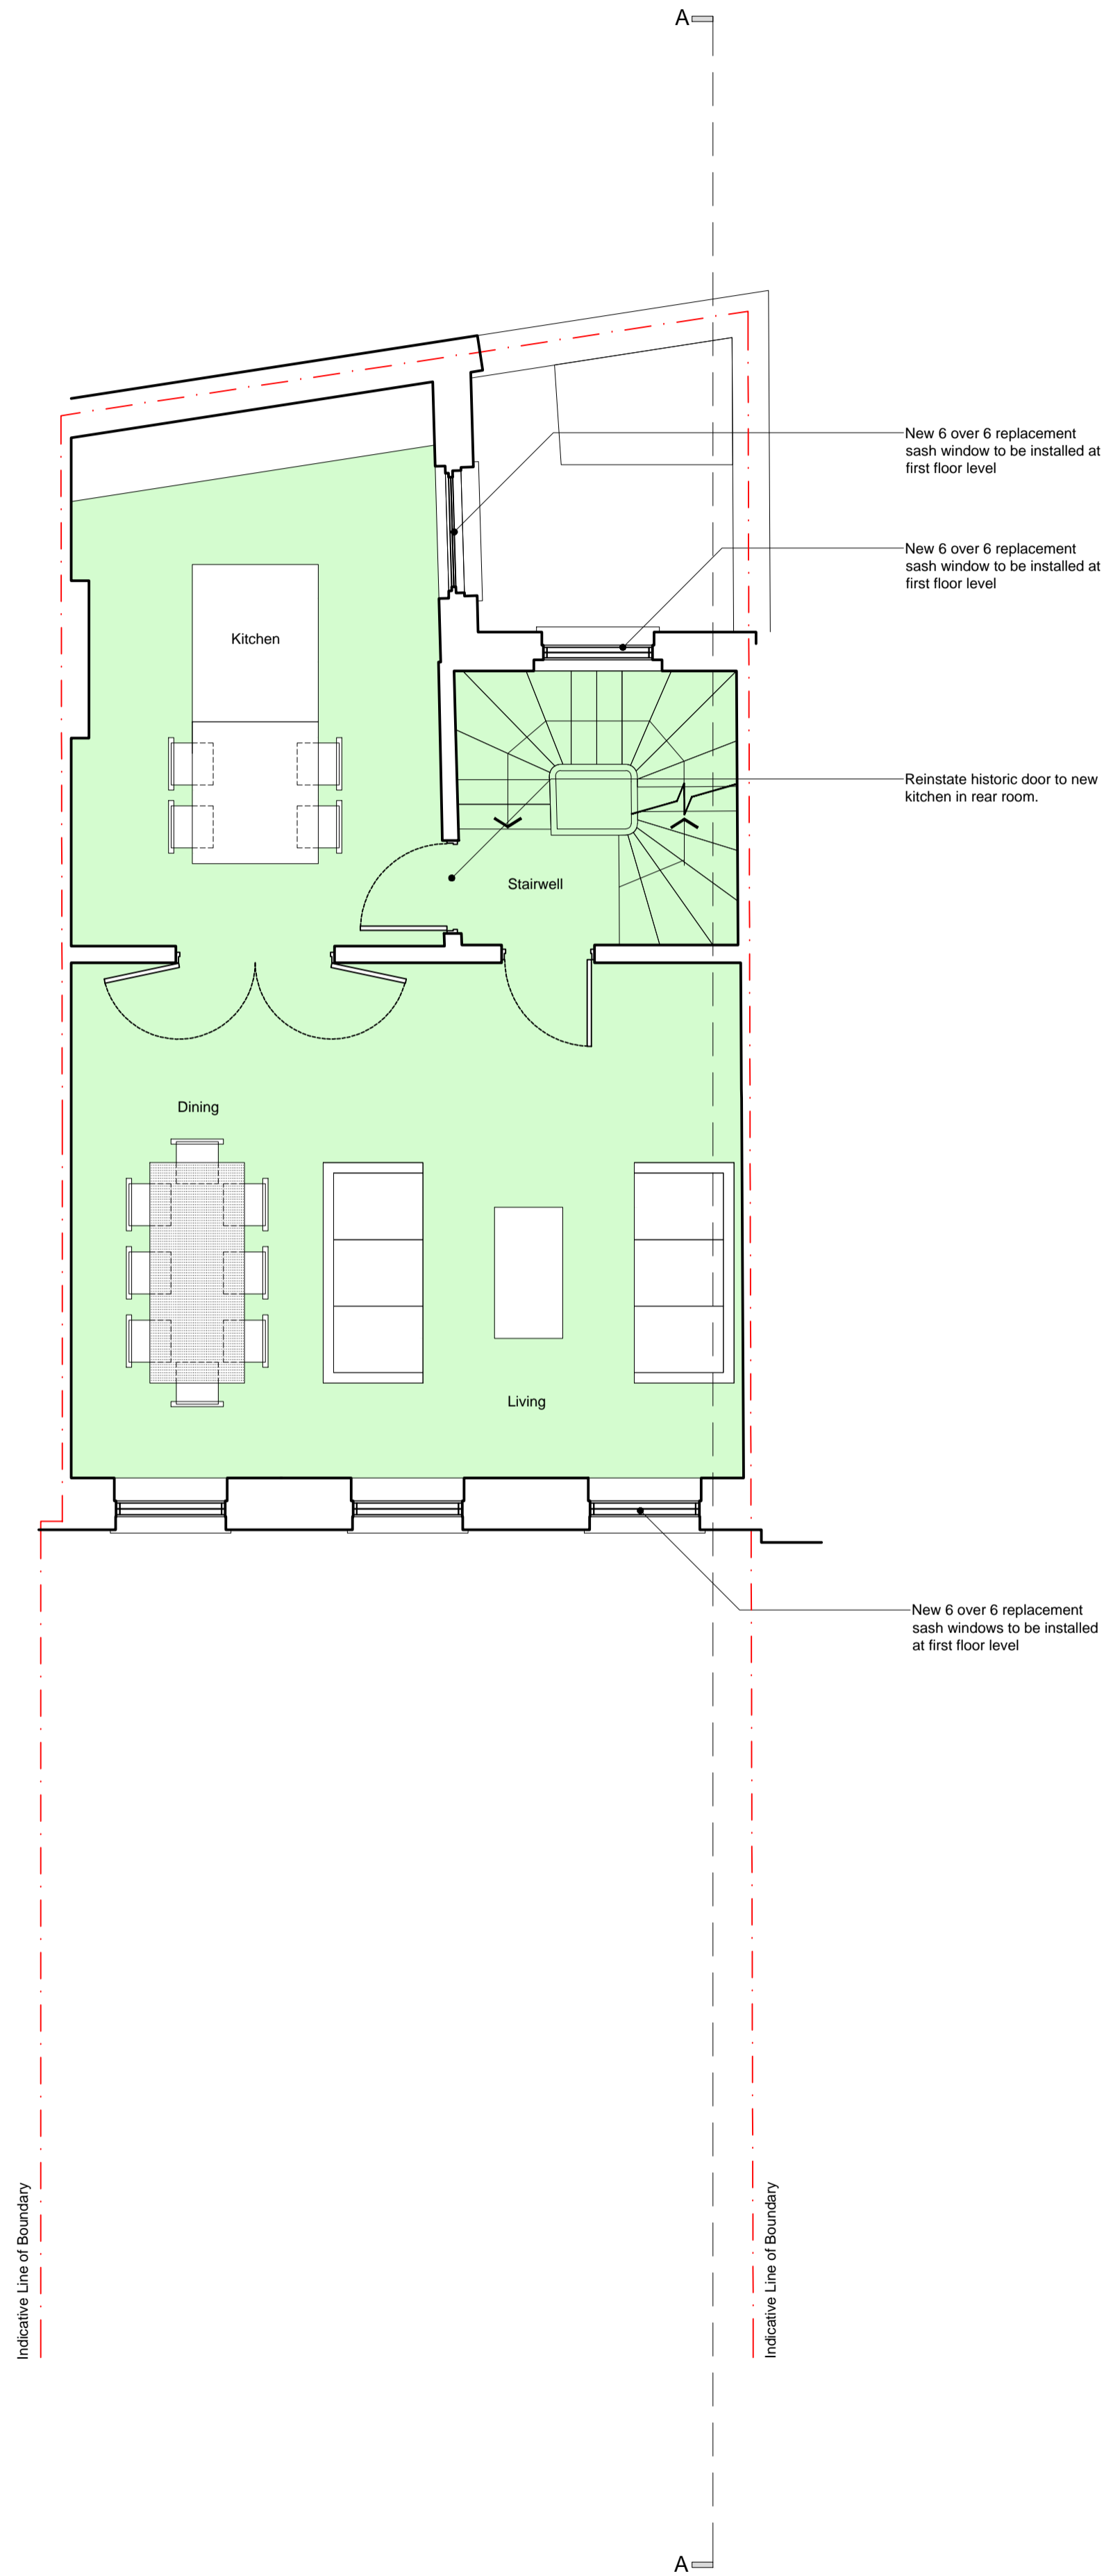 A
New 6 over 6 replacement
sash window to be installed at
first floor level
New 6 over 6 replacement
sash window to be installed at
first floor level
Kitchen
Reinstate historic door to new
kitchen in rear room.
Stairwell
Dining
Living
New 6 over 6 replacement
sash windows to be installed
at first floor level
Indicative Line of Boundary
Indicative Line of Boundary
A